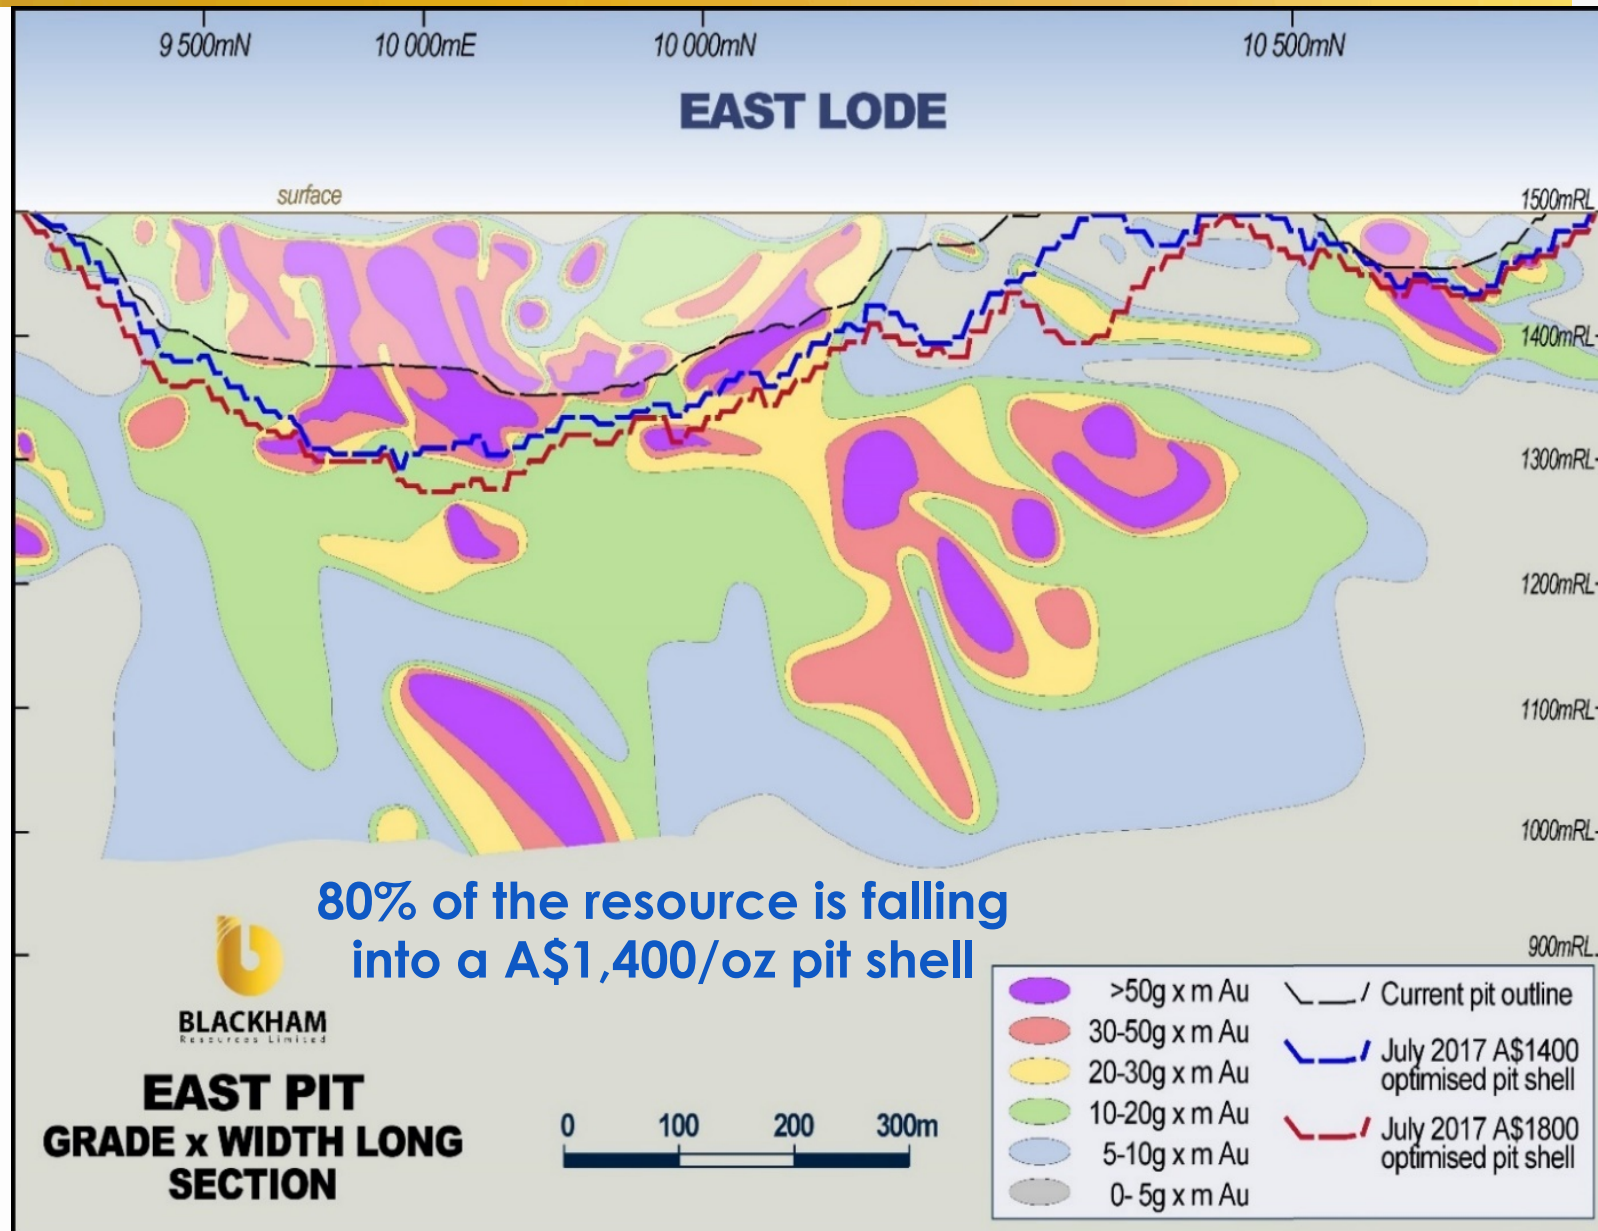 9 500mN 10 000mE 10 000mN 10 500mN
EAST LODE
surface
1500mRL
1400mRL
1300mRL
1200mRL
1100mRL
1000mRL
900mRL
80% of the resource is falling
into a A$1,400/oz pit shell
BLACKHAM
Resources Limited
EAST PIT
GRADE x WIDTH LONG
SECTION
0 100 200 300m
>50g x m Au
30-50g x m Au
20-30g x m Au
10-20g x m Au
5-10g x m Au
0- 5g x m Au
Current pit outline
July 2017 A$1400
optimised pit shell
July 2017 A$1800
optimised pit shell